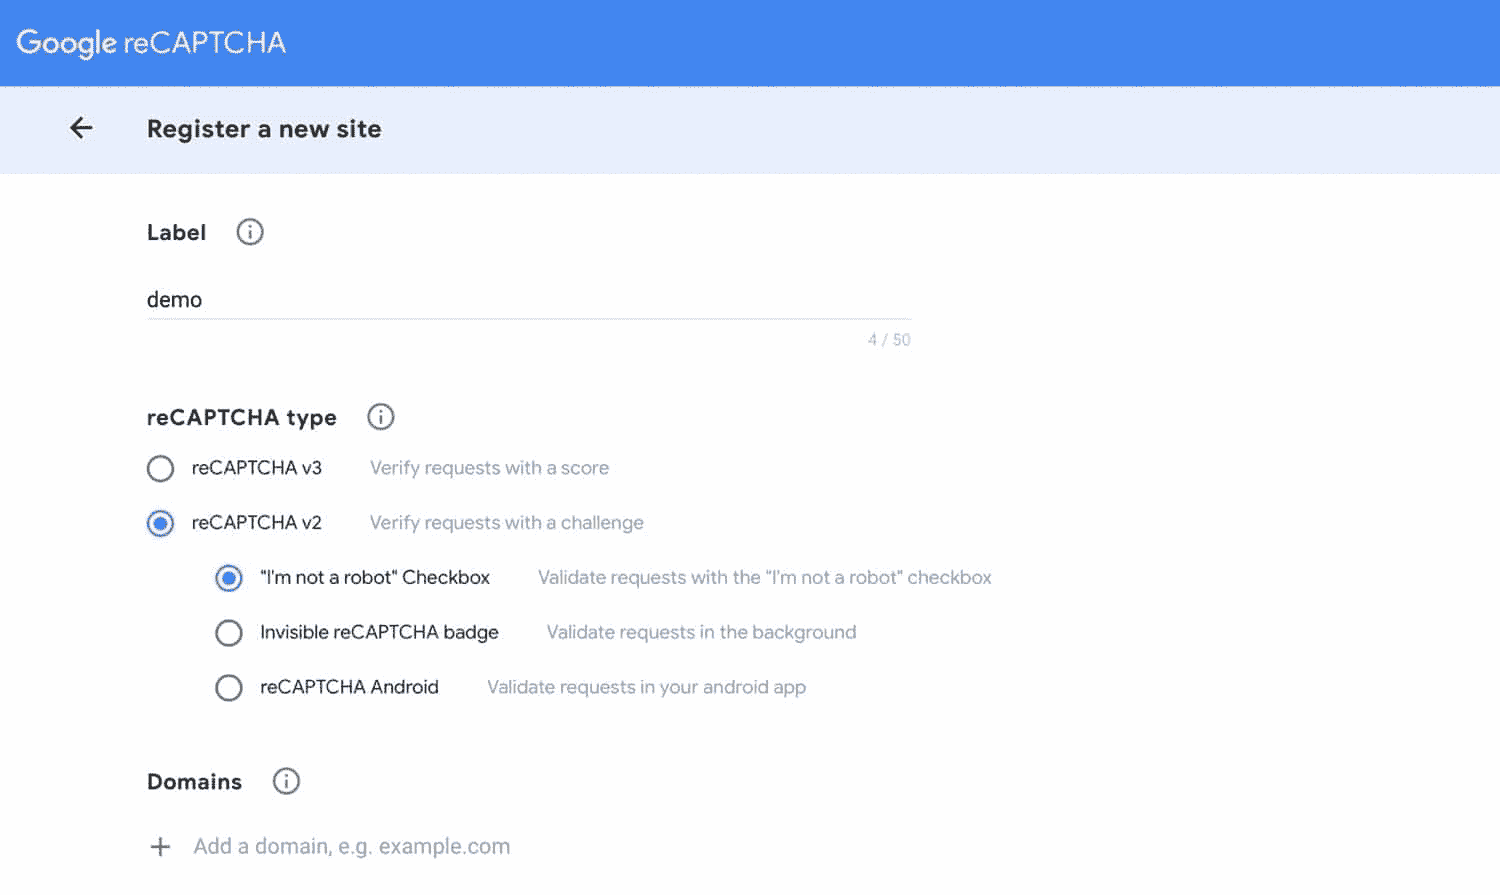 Google reCAPTCHA
Register a new site
Label
demo
4 / 50
reCAPTCHA type
reCAPTCHA v3 Verify requests with a score
reCAPTCHA v2 Verify requests with a challenge
"I'm not a robot" Checkbox Validate requests with the "I'm not a robot" checkbox
Invisible reCAPTCHA badge Validate requests in the background
reCAPTCHA Android Validate requests in your android app
Domains
Add a domain, e.g. example.com